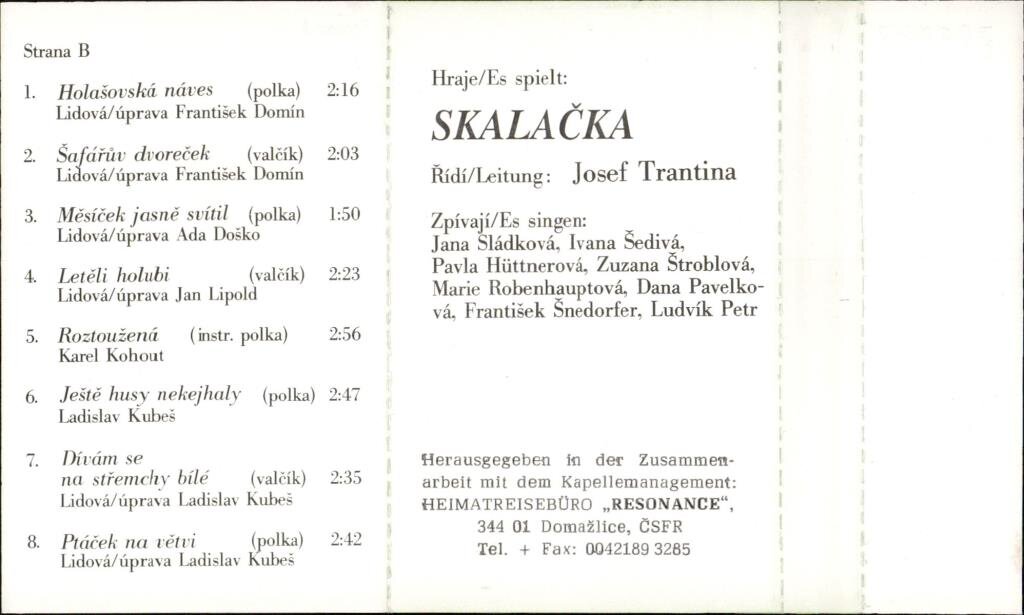 Strana B
1. Holašovská náves (polka) 2:16
Lidová/úprava František Domín
2. Šafářův dvoreček (valčík) 2:03
Lidová/úprava František Domín
3. Měsíček jasně svítil (polka) 1:50
Lidová/úprava Ada Doško
4. Letěli holubi (valčík) 2:23
Lidová/úprava Jan Lipold
5. Roztoužená (instr. polka) 2:56
Karel Kohout
6. Ještě husy nekejhaly (polka) 2:47
Ladislav Kubeš
7. Dívám se
na střemchy bílé (valčík) 2:35
Lidová/úprava Ladislav Kubeš
8. Ptáček na větvi (polka) 2:42
Lidová/úprava Ladislav Kubeš
Hraje/Es spielt:
SKALAČKA
Řídí/Leitung: Josef Trantina
Zpívají/Es singen:
Jana Sládková, Ivana Šedivá,
Pavla Hüttnerová, Zuzana Štroblová,
Marie Robenhauptová, Dana Pavelko-
vá, František Šnedorfer, Ludvík Petr
Herausgegeben in der Zusammen-
arbeit mit dem Kapellemanagement:
HEIMATREISEBÜRO „RESONANCE“,
344 01 Domažlice, ČSFR
Tel. + Fax: 0042189 3285